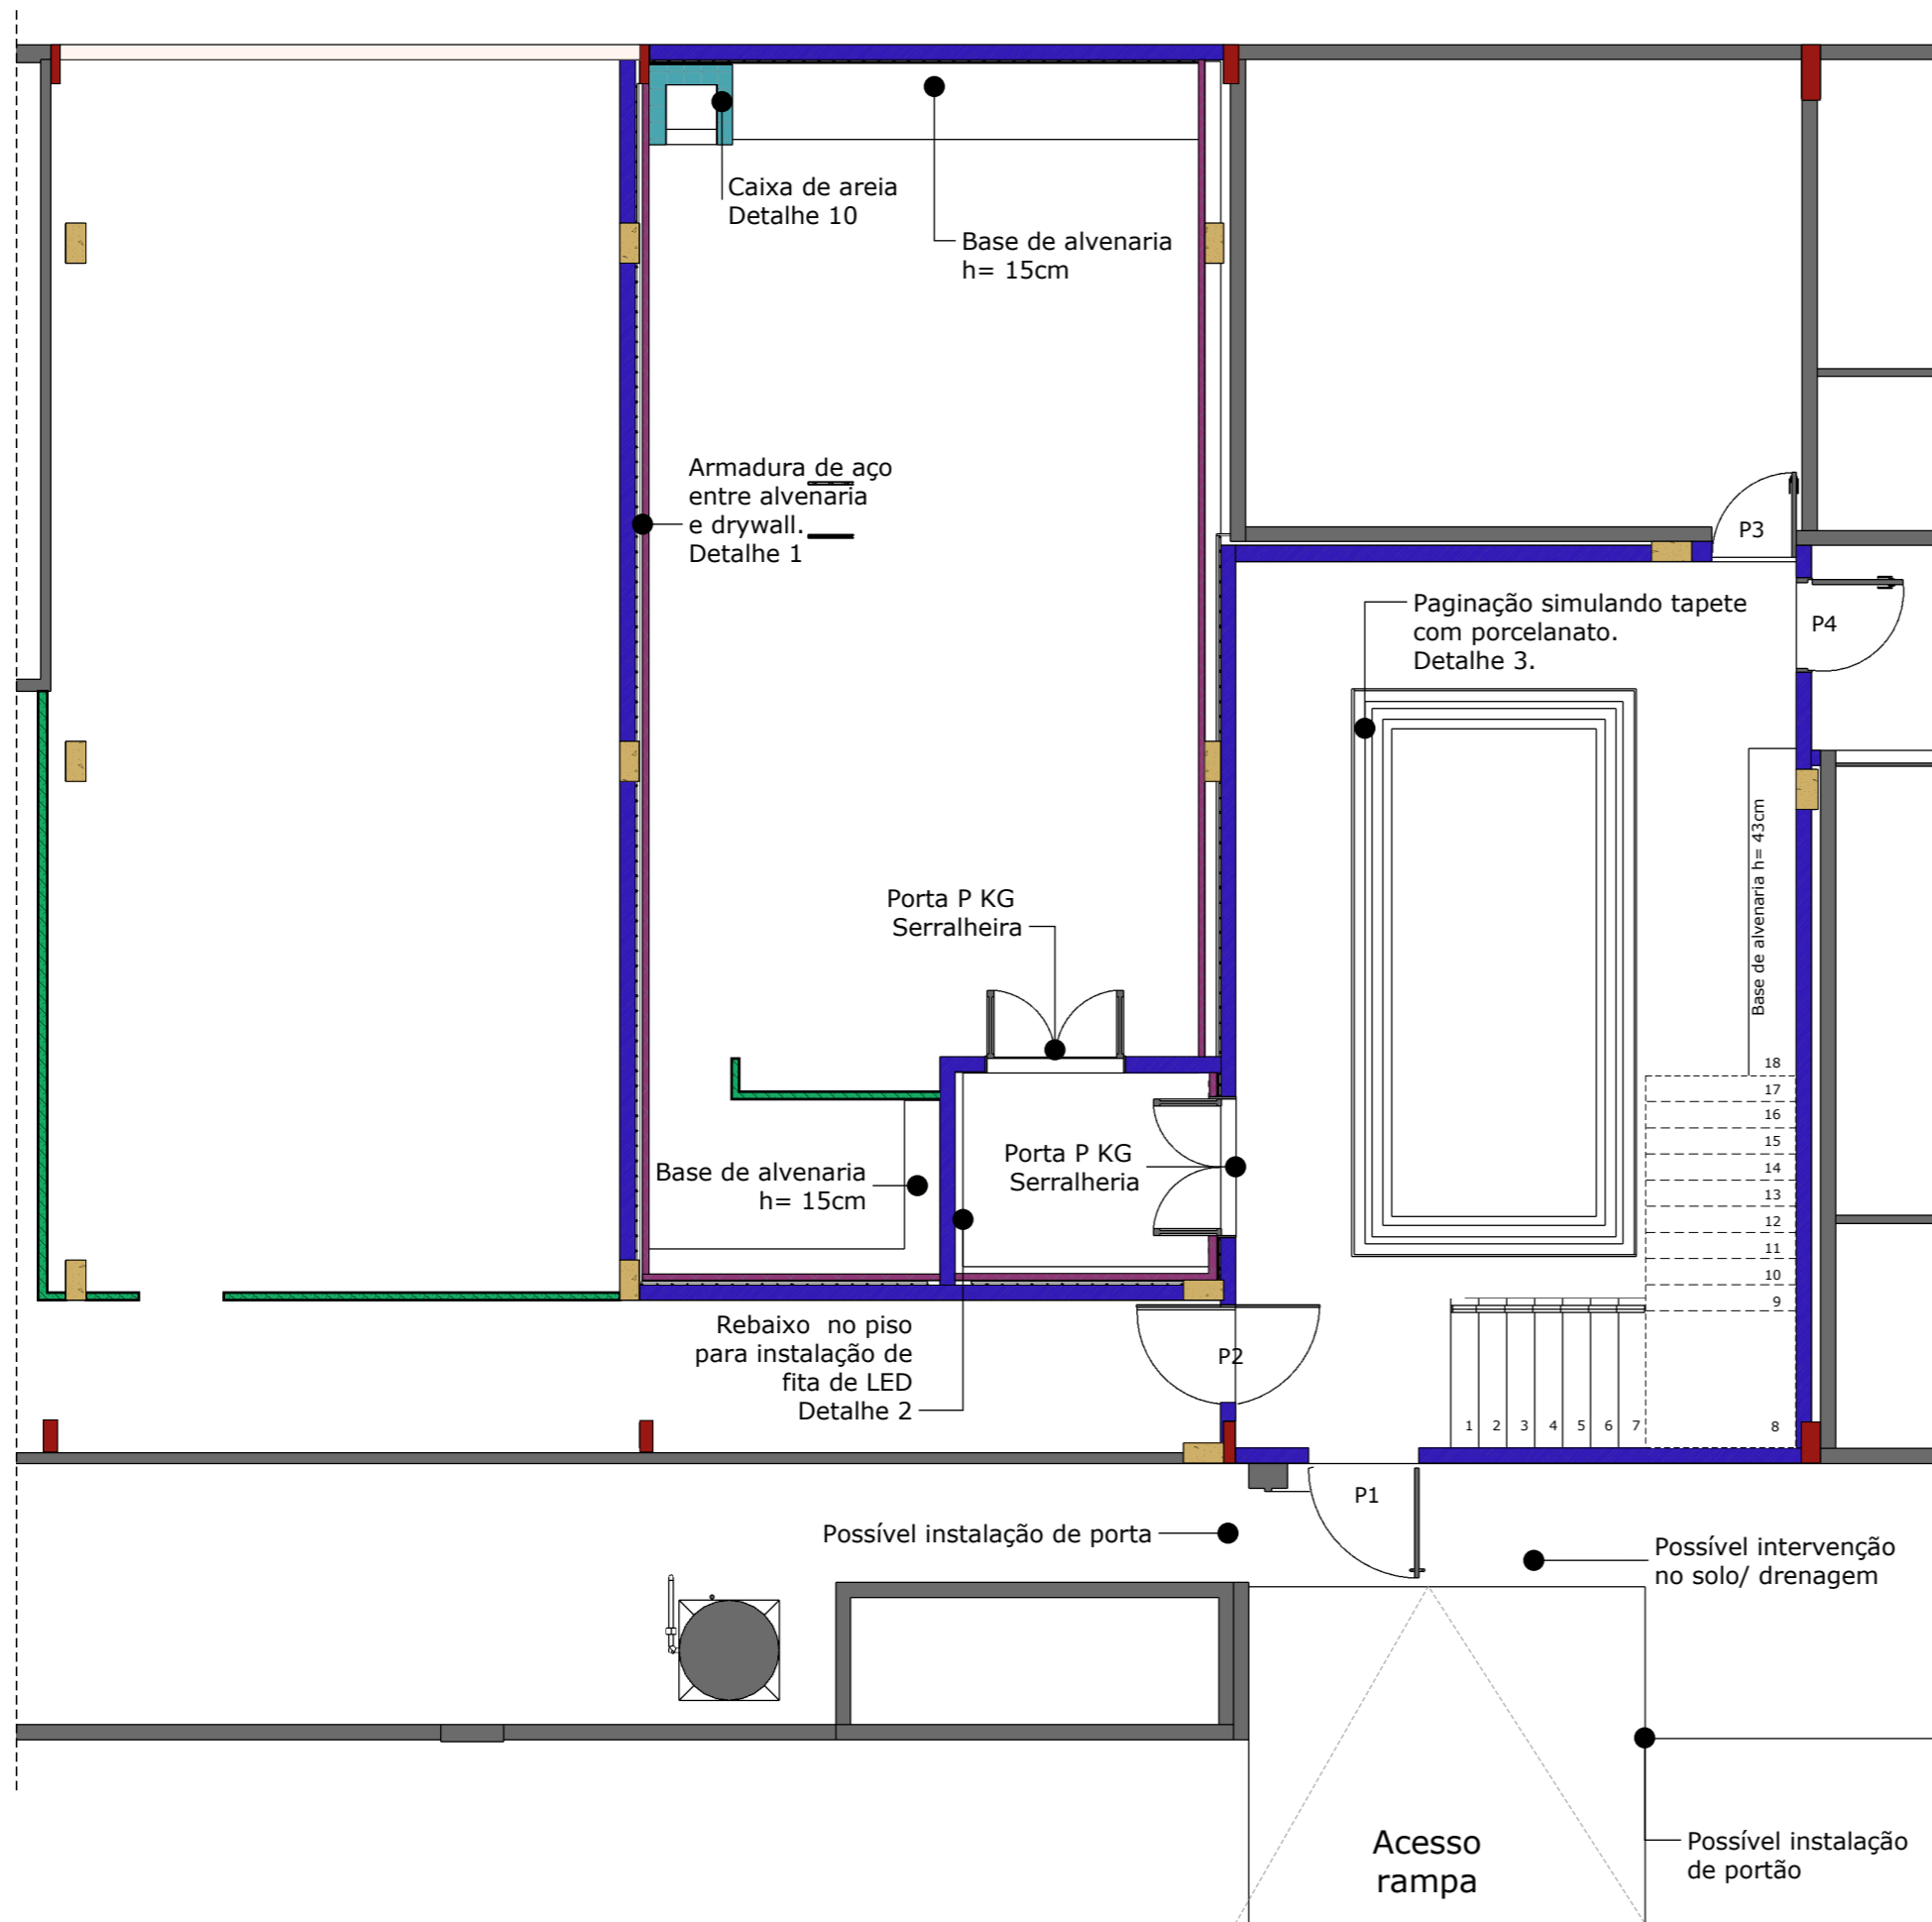 Caixa de areia
Detalhe 10
Base de alvenaria
h= 15cm
Armadura de aço
entre alvenaria
e drywall.
Detalhe 1
P3
P4
Paginação simulando tapete
com porcelanato.
Detalhe 3.
Base de alvenaria h= 43cm
Porta P KG
Serralheira
18
17
16
15
14
13
12
11
10
9
Porta P KG
Serralheria
Base de alvenaria
h= 15cm
Rebaixo no piso
para instalação de
fita de LED
Detalhe 2
P2
1 2 3 4 5 6 7 8
P1
Possível instalação de porta
Possível intervenção
no solo/ drenagem
Acesso
rampa
Possível instalação
de portão